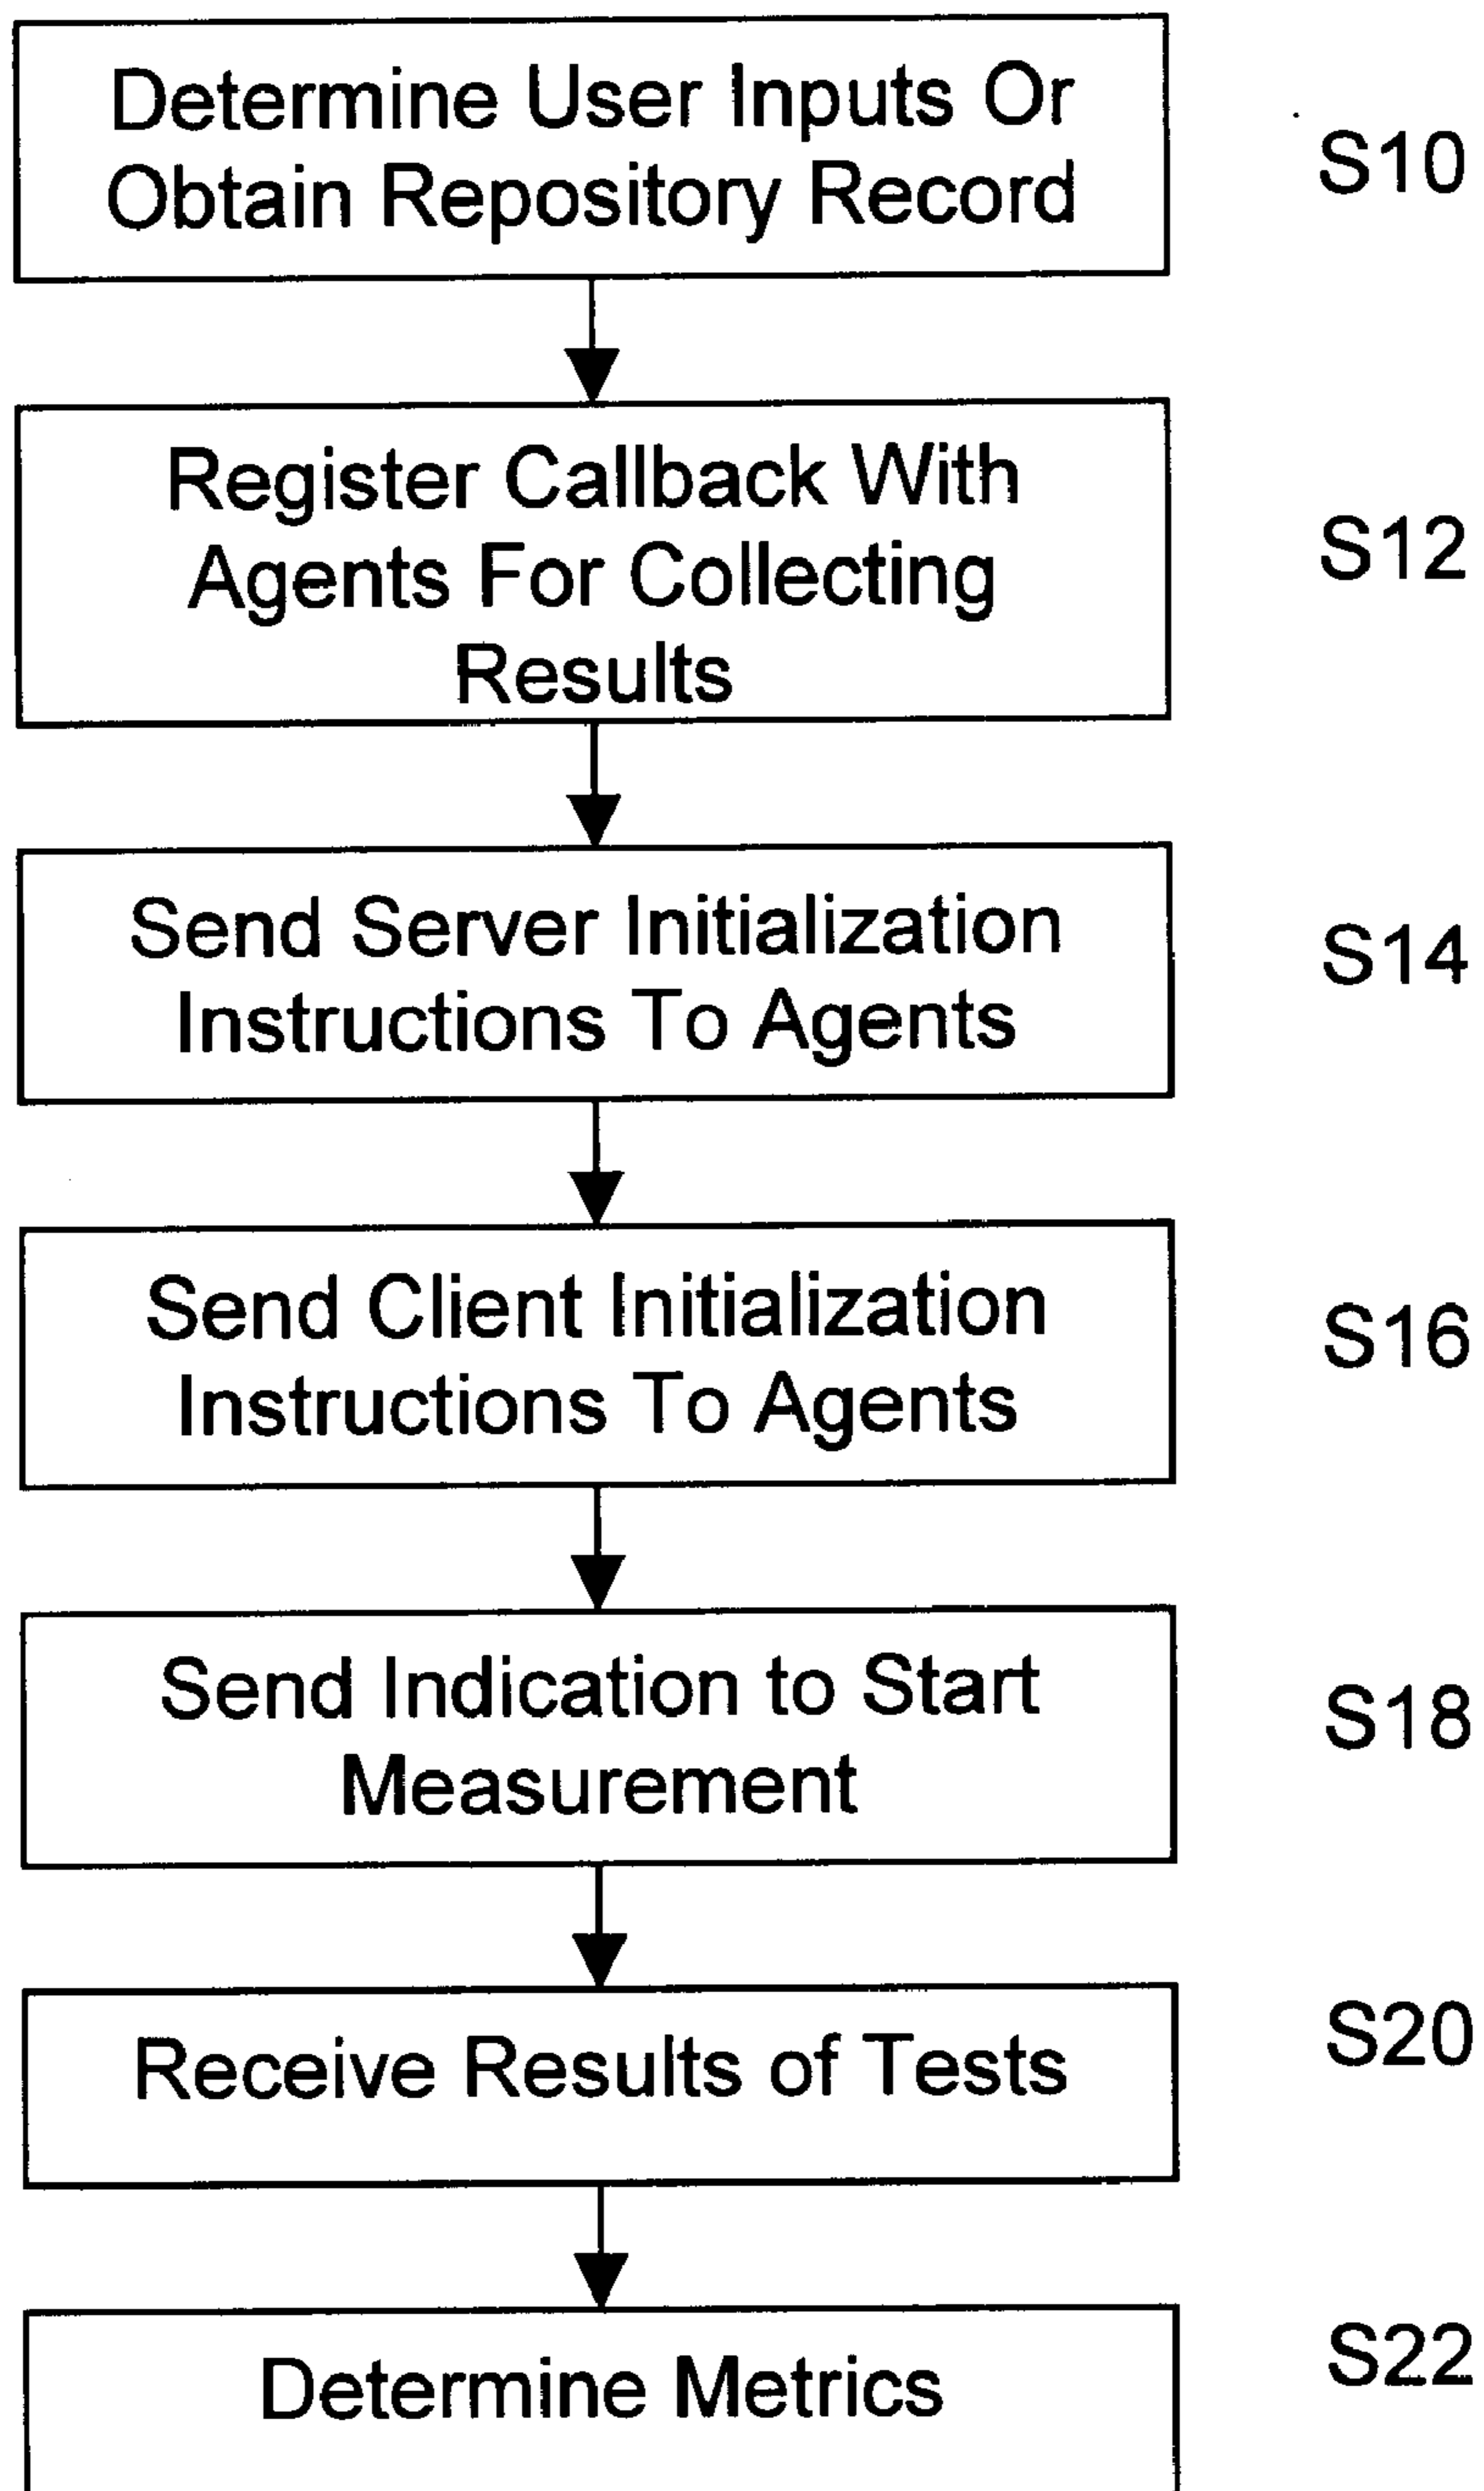 Determine User Inputs Or
Obtain Repository Record
S10
Register Callback With
Agents For Collecting
Results
S12
Send Server Initialization
Instructions To Agents
S14
Send Client Initialization
Instructions To Agents
S16
Send Indication to Start
Measurement
S18
Receive Results of Tests
S20
Determine Metrics
S22